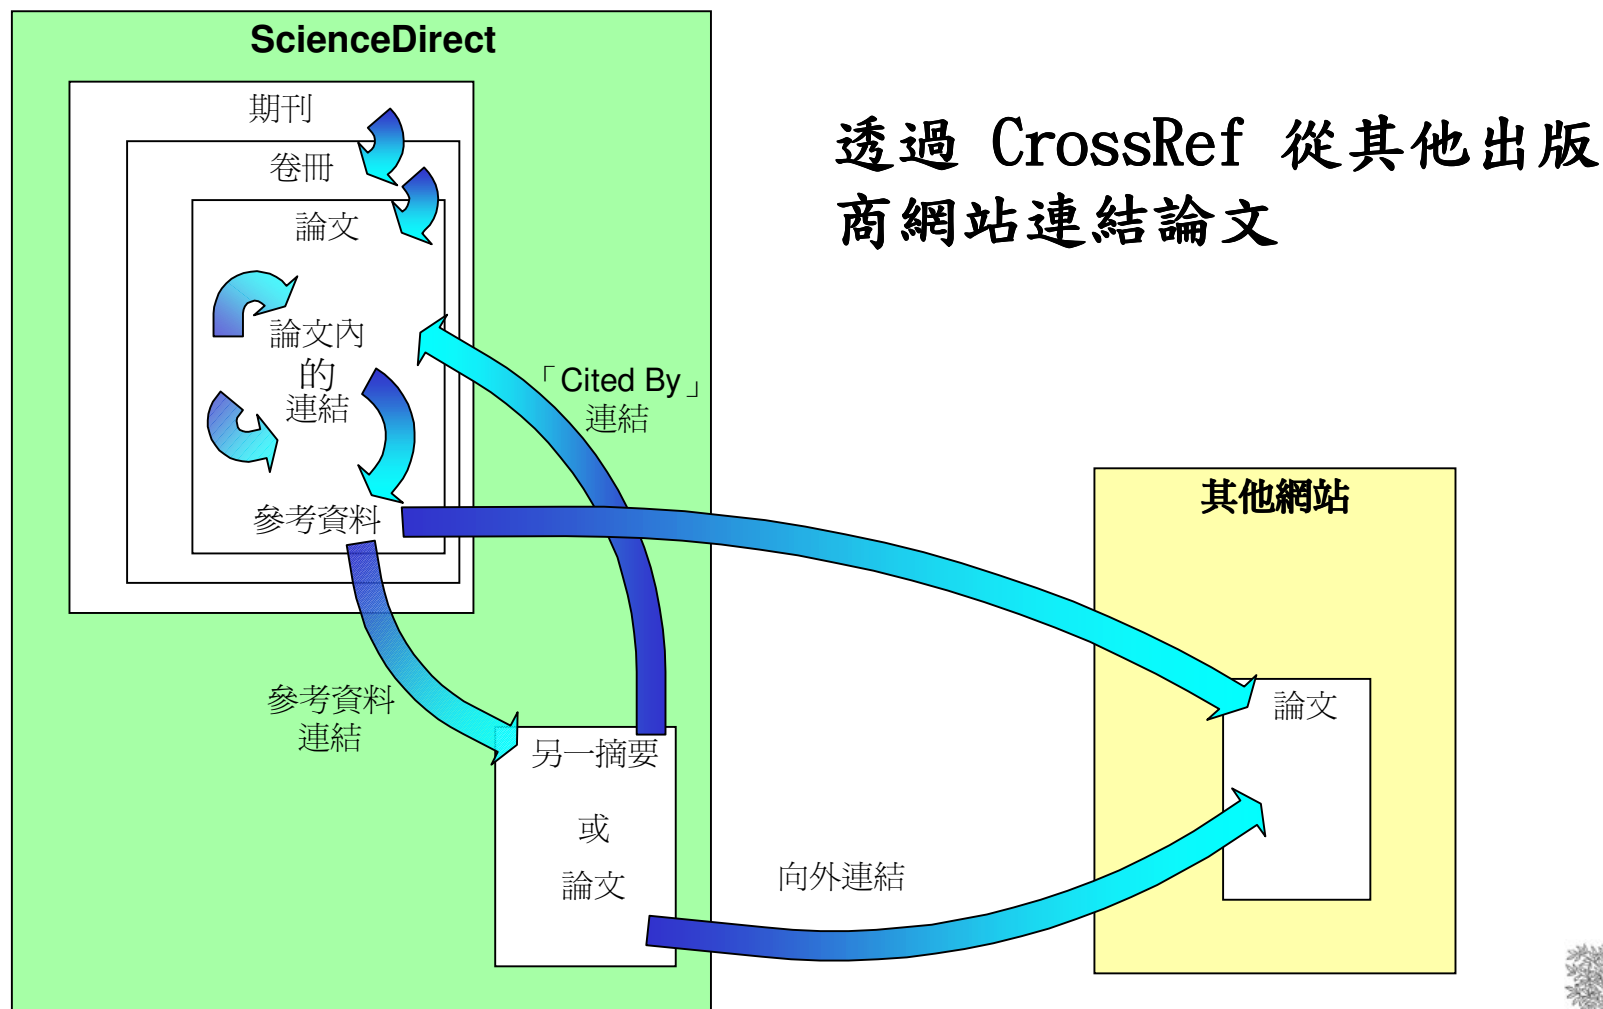 ScienceDirect
期刊
卷冊
論文
論文內
的
連結
參考資料
「Cited By」
連結
參考資料
連結
另一摘要
或
論文
向外連結
透過 CrossRef 從其他出版
商網站連結論文
其他網站
論文